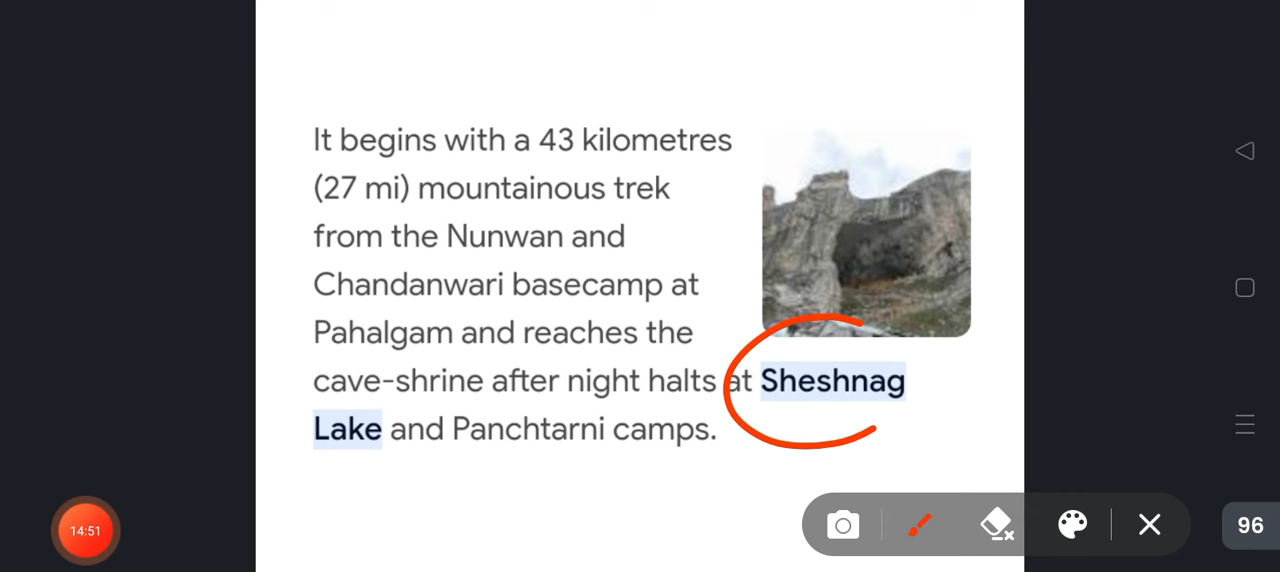 It begins with a 43 kilometres
(27 mi) mountainous trek
from the Nunwan and
Chandanwari basecamp at
Pahalgam and reaches the
cave-shrine after night halts at Sheshnag
Lake and Panchtarni camps.
14:51
96